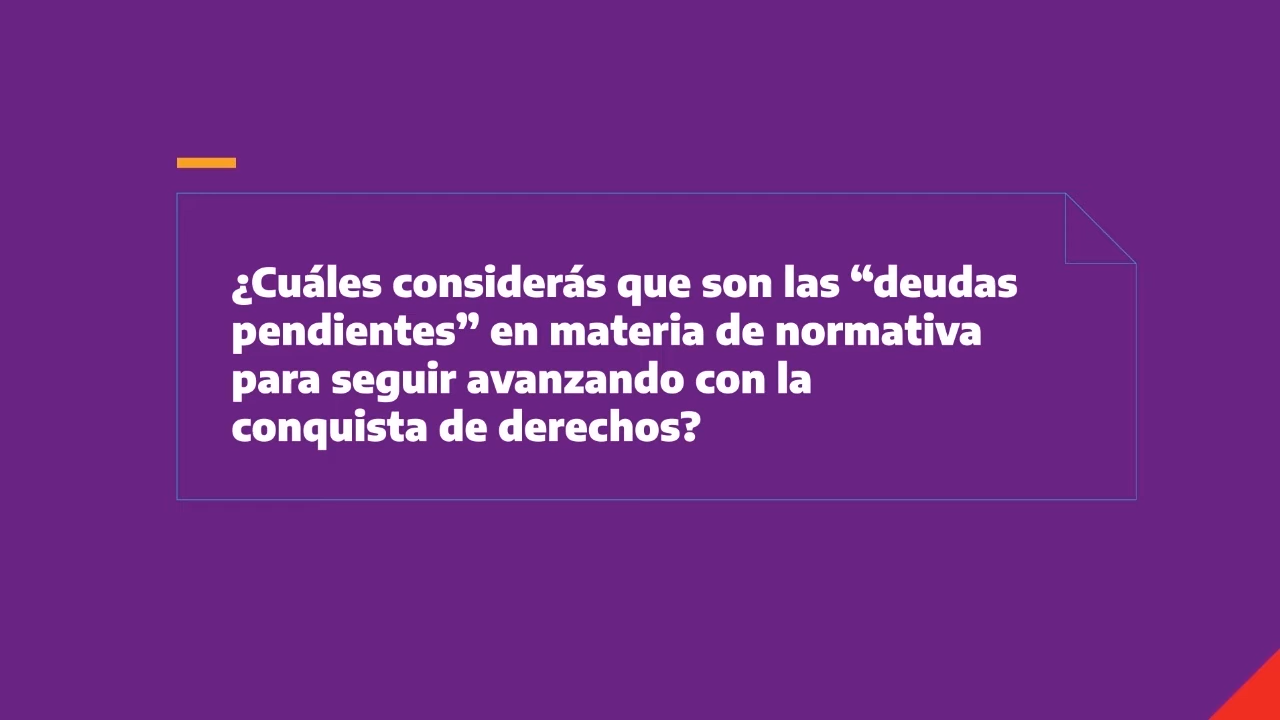 ¿Cuáles considerás que son las “deudas
pendientes” en materia de normativa
para seguir avanzando con la
conquista de derechos?